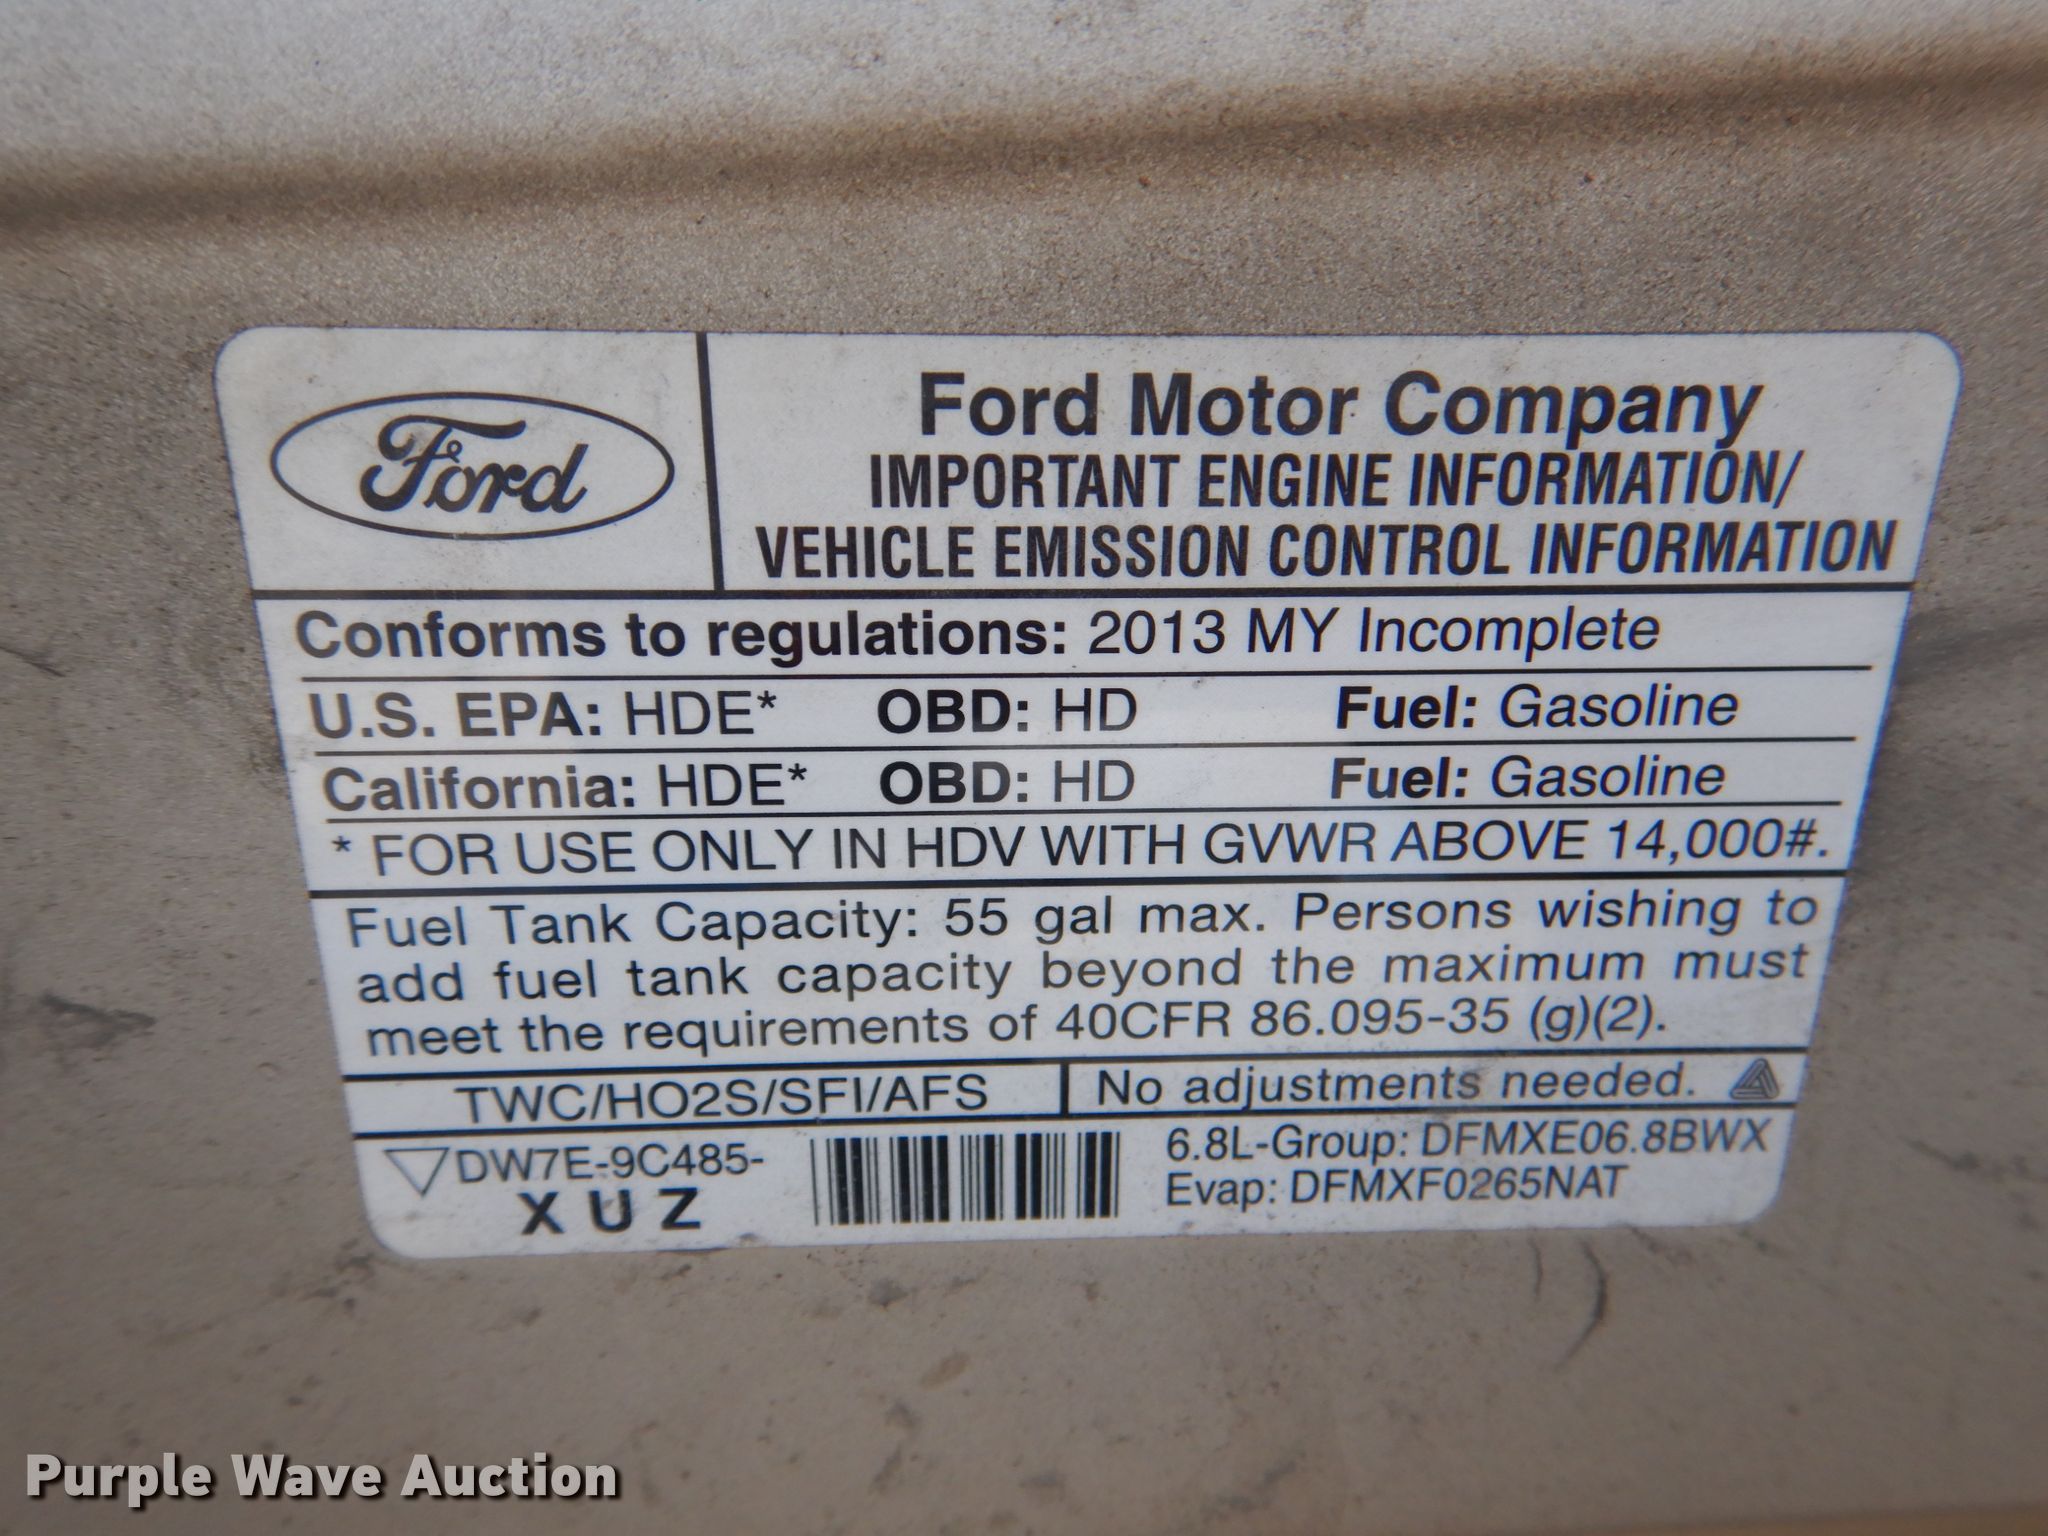 Ford
Ford Motor Company
IMPORTANT ENGINE INFORMATION/
VEHICLE EMISSION CONTROL INFORMATION
Conforms to regulations: 2013 MY Incomplete
U.S. EPA: HDE* OBD: HD Fuel: Gasoline
California: HDE* OBD: HD Fuel: Gasoline
* FOR USE ONLY IN HDV WITH GVWR ABOVE 14,000#.
Fuel Tank Capacity: 55 gal max. Persons wishing to
add fuel tank capacity beyond the maximum must
meet the requirements of 40CFR 86.095-35 (g)(2).
TWC/HO2S/SFI/AFS
No adjustments needed.
DW7E-9C485-
X U Z
6.8L-Group: DFMXE06.8BWX
Evap: DFMXF0265NAT
Purple Wave Auction